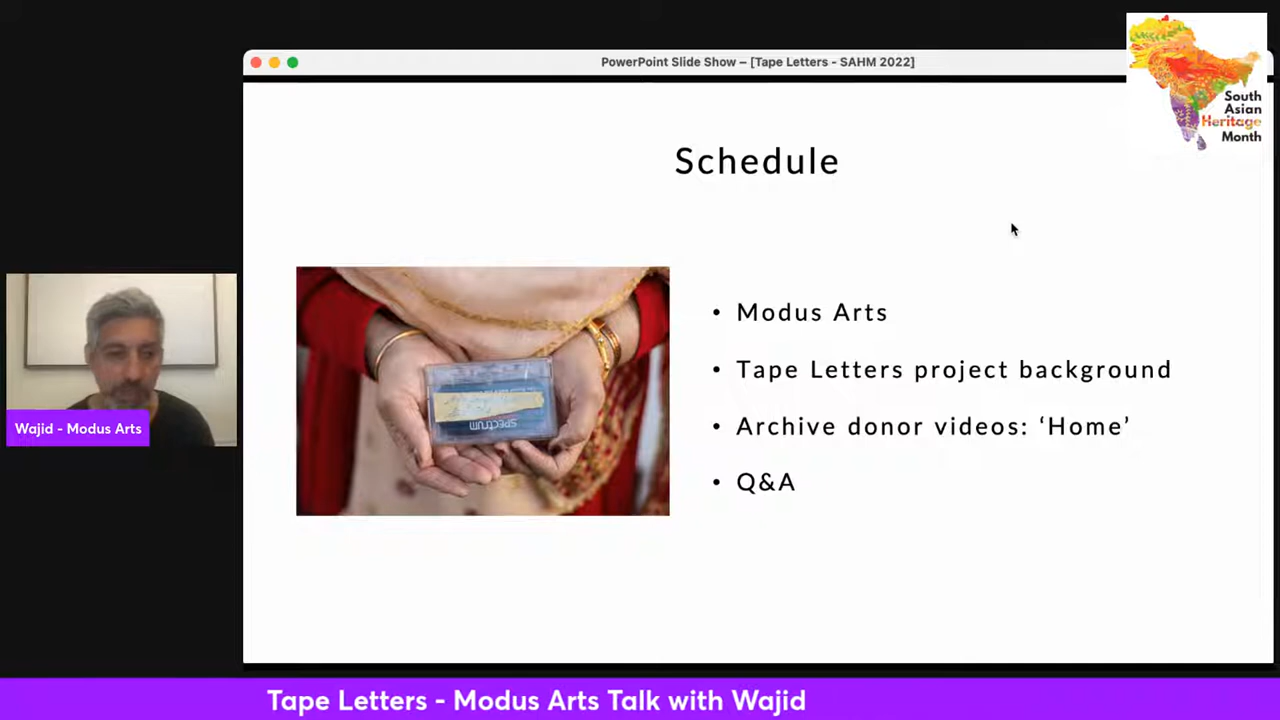 PowerPoint Slide Show – [Tape Letters - SAHM 2022]
South
Asian
Heritage
Month
Schedule
• Modus Arts
• Tape Letters project background
• Archive donor videos: ‘Home’
• Q&A
SPECTRUM
Wajid - Modus Arts
Tape Letters - Modus Arts Talk with Wajid